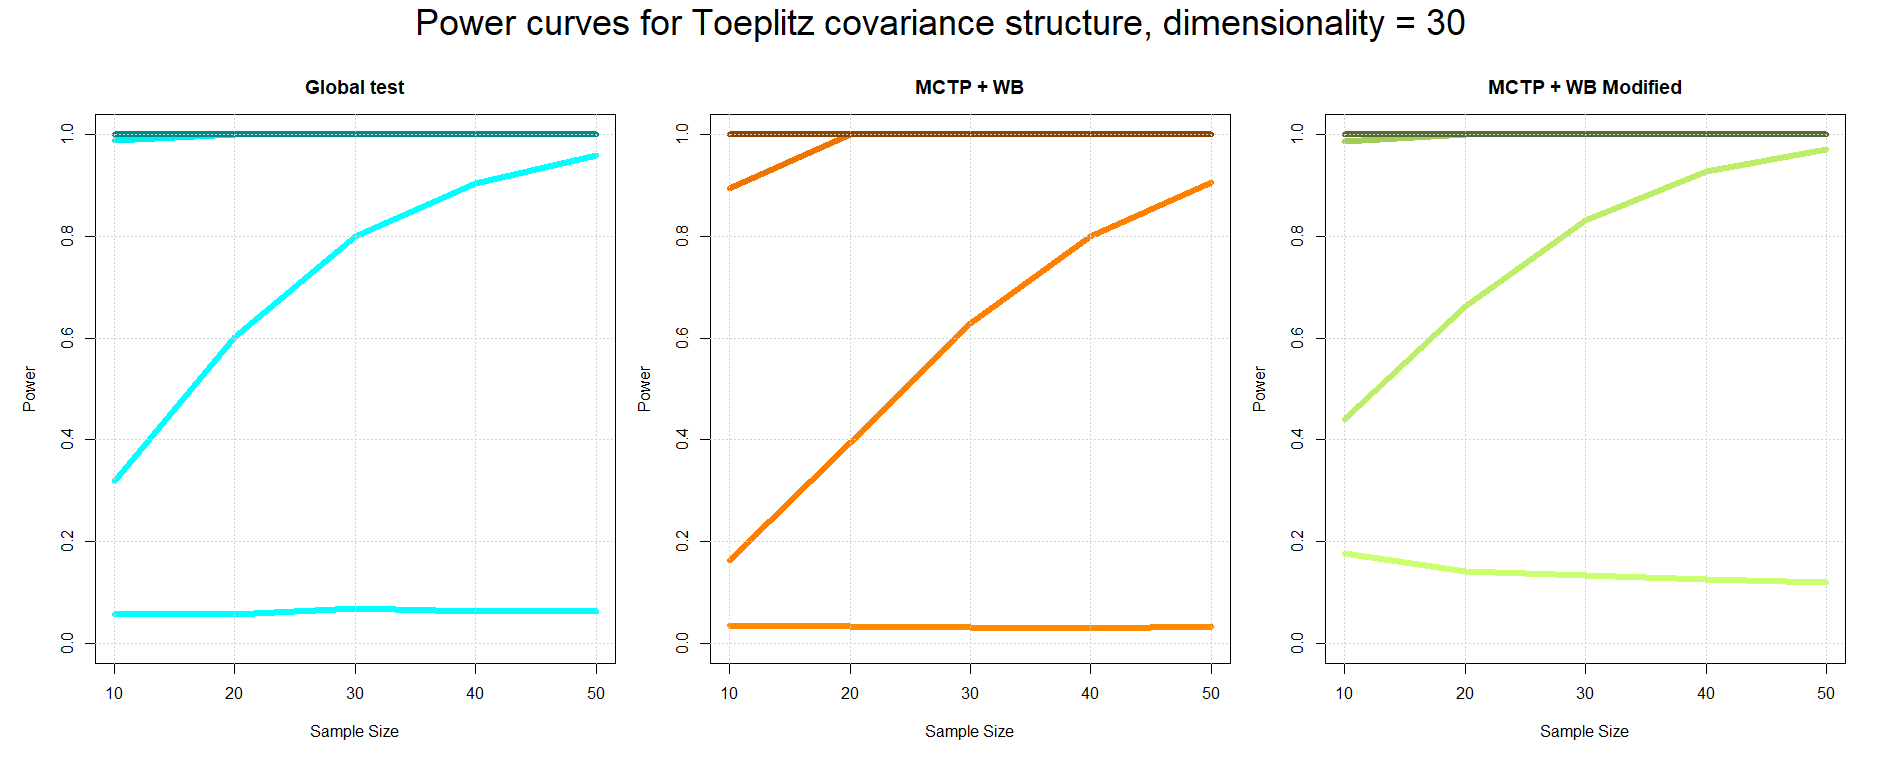 Power curves for Toeplitz covariance structure, dimensionality = 30
Global test
1.0
0.8
0.6
0.4
0.2
0.0
Power
10 20 30 40 50
Sample Size
MCTP + WB
1.0
0.8
0.6
0.4
0.2
0.0
Power
10 20 30 40 50
Sample Size
MCTP + WB Modified
1.0
0.8
0.6
0.4
0.2
0.0
Power
10 20 30 40 50
Sample Size